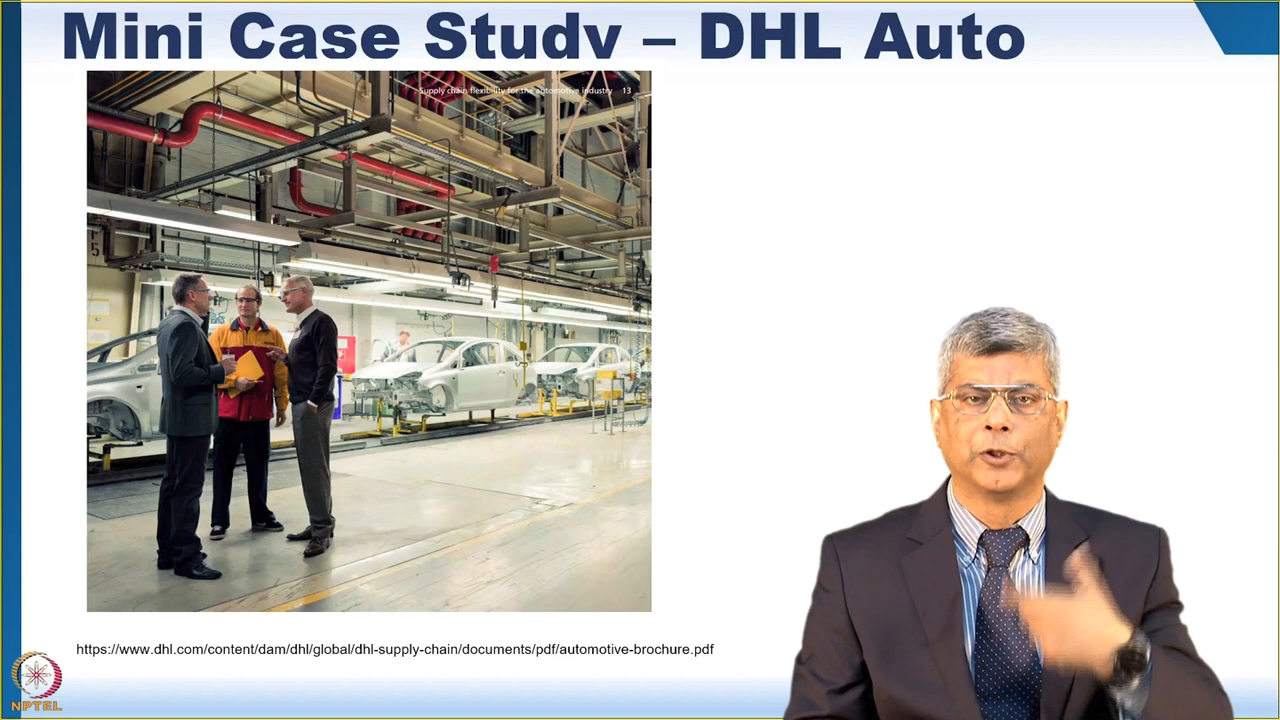 Mini Case Study – DHL Auto
Supply chain flexibility for the automotive industry 13
https://www.dhl.com/content/dam/dhl/global/dhl-supply-chain/documents/pdf/automotive-brochure.pdf
NPTEL